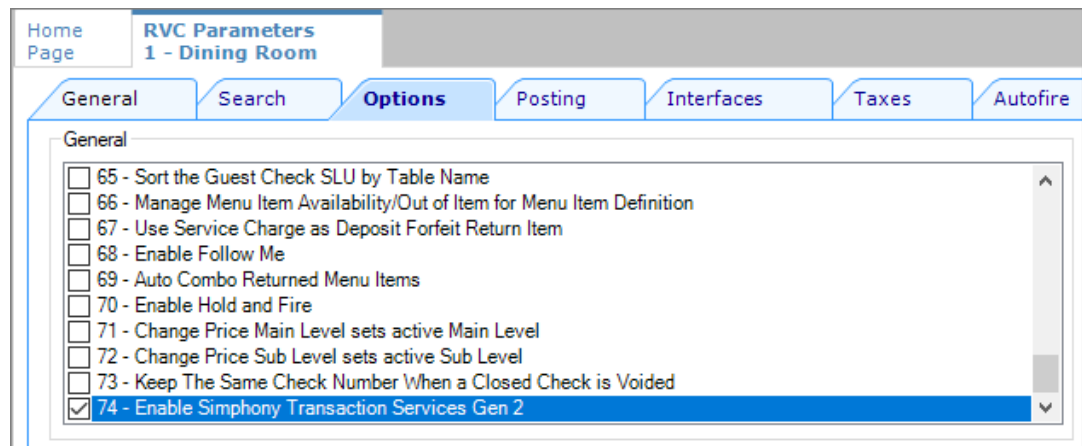 Home Page
RVC Parameters
1 - Dining Room
General Search Options Posting Interfaces Taxes Autofire
General
65 - Sort the Guest Check SLU by Table Name
66 - Manage Menu Item Availability/Out of Item for Menu Item Definition
67 - Use Service Charge as Deposit Forfeit Return Item
68 - Enable Follow Me
69 - Auto Combo Returned Menu Items
70 - Enable Hold and Fire
71 - Change Price Main Level sets active Main Level
72 - Change Price Sub Level sets active Sub Level
73 - Keep The Same Check Number When a Closed Check is Voided
74 - Enable Simphony Transaction Services Gen 2